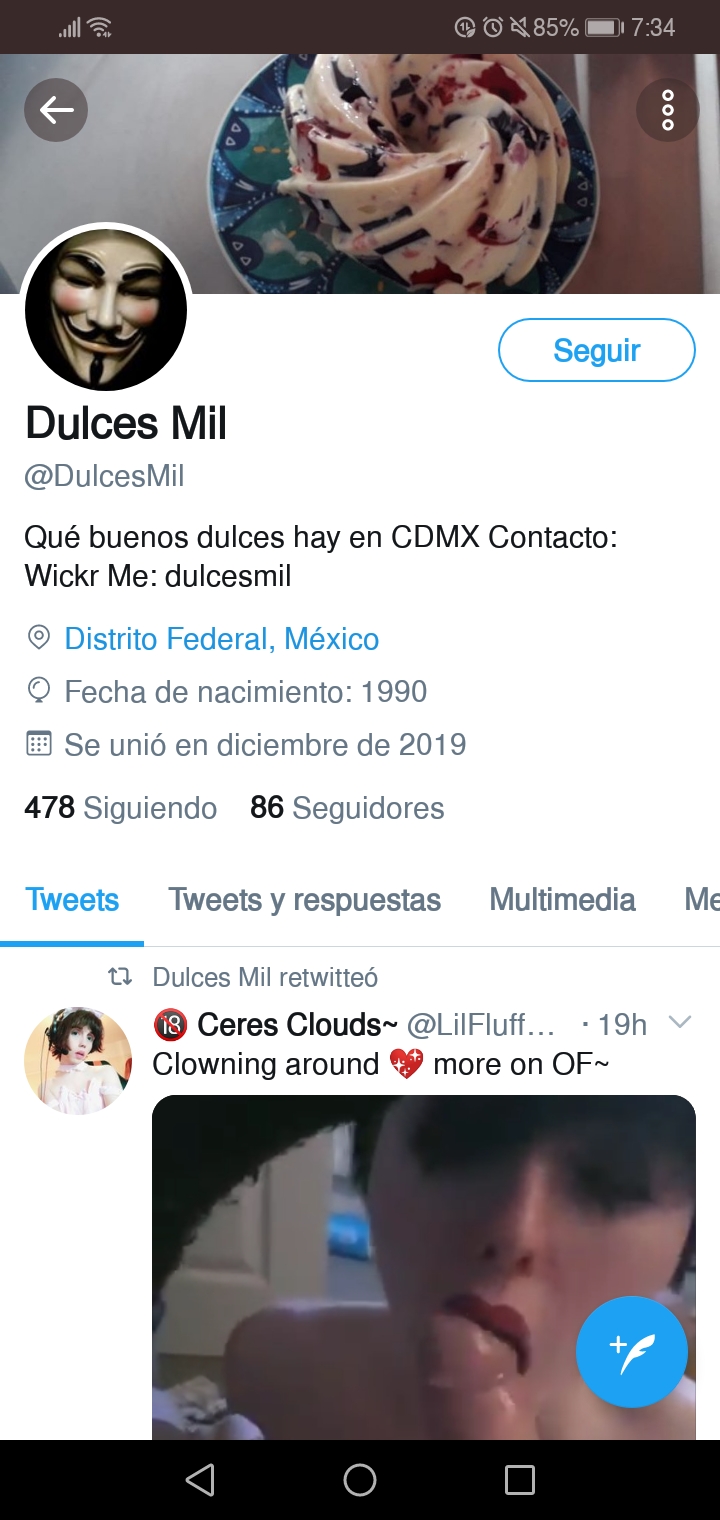 85% 7:34
Seguir
Dulces Mil
@DulcesMil
Qué buenos dulces hay en CDMX Contacto:
Wickr Me: dulcesmil
Distrito Federal, México
Fecha de nacimiento: 1990
Se unió en diciembre de 2019
478 Siguiendo 86 Seguidores
Tweets Tweets y respuestas Multimedia Me
Dulces Mil retwitteó
🔞 Ceres Clouds~ @LilFluff... · 19h
Clowning around 💖 more on OF~